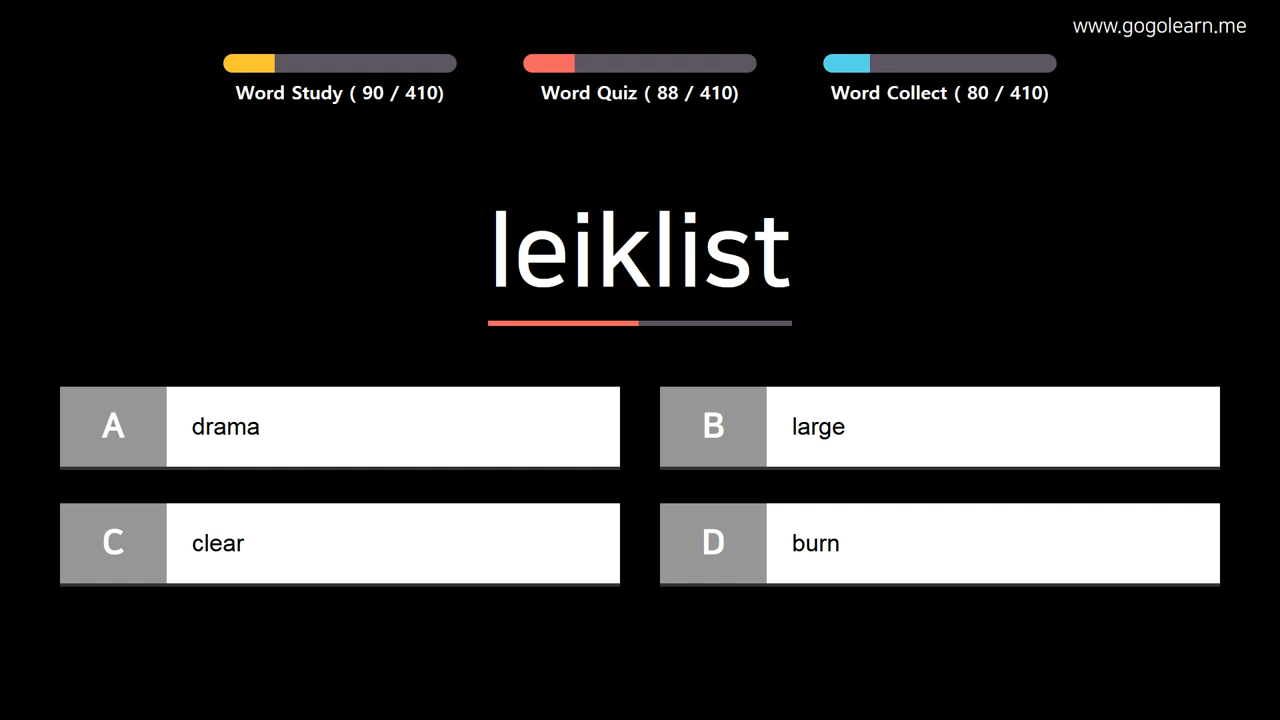 www.gogolearn.me
Word Study ( 90 / 410)
Word Quiz ( 88 / 410)
Word Collect ( 80 / 410)
leiklist
A drama
B large
C clear
D burn